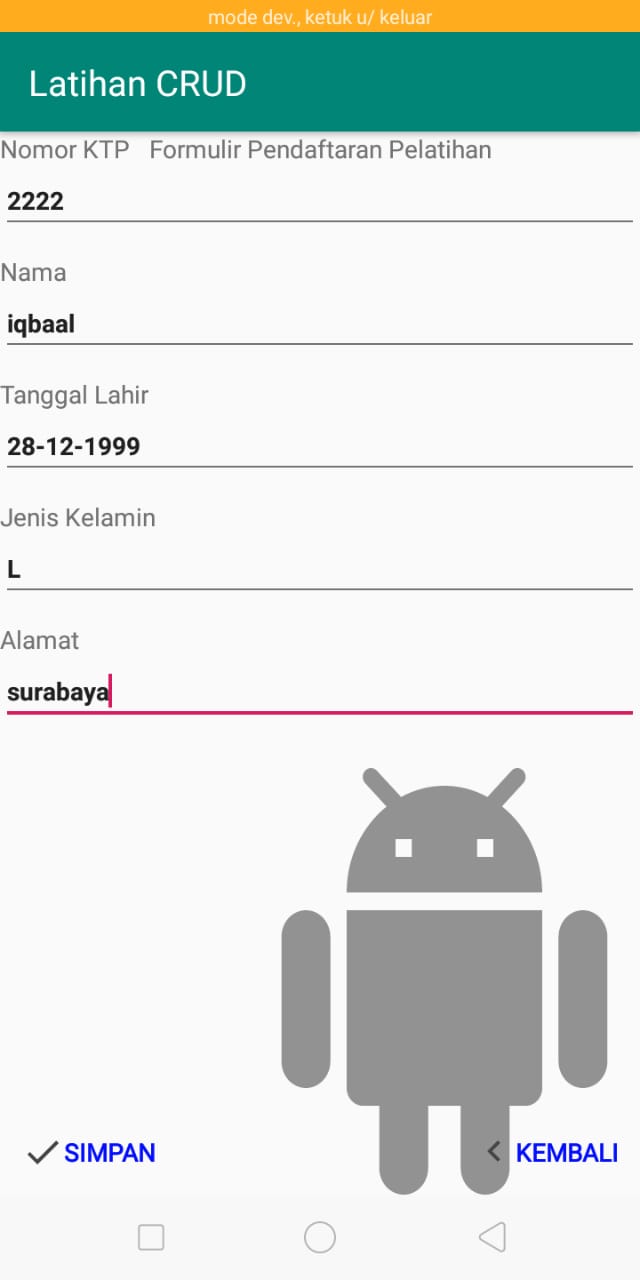 mode dev., ketuk u/ keluar
Latihan CRUD
Nomor KTP Formulir Pendaftaran Pelatihan
2222
Nama
iqbaal
Tanggal Lahir
28-12-1999
Jenis Kelamin
L
Alamat
surabaya
SIMPAN KEMBALI